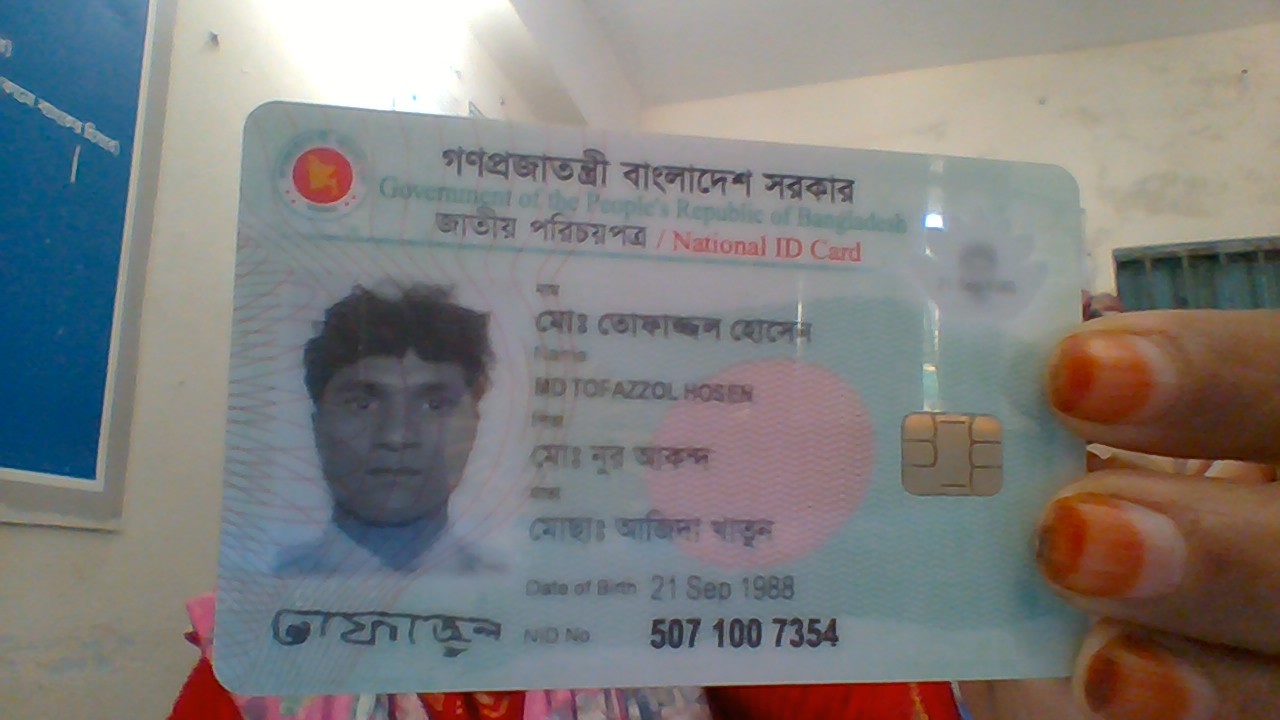 গণপ্রজাতন্ত্রী বাংলাদেশ সরকার
Government of the People's Republic of Bangladesh
জাতীয় পরিচয়পত্র / National ID Card
নাম
মোঃ তোফাজ্জল হোসেন
Name
MD TOFAZZOL HOSEN
পিতা
মোঃ নুর আকন্দ
মাতা
মোছাঃ আজিদা খাতুন
Date of Birth 21 Sep 1988
NID No 507 100 7354